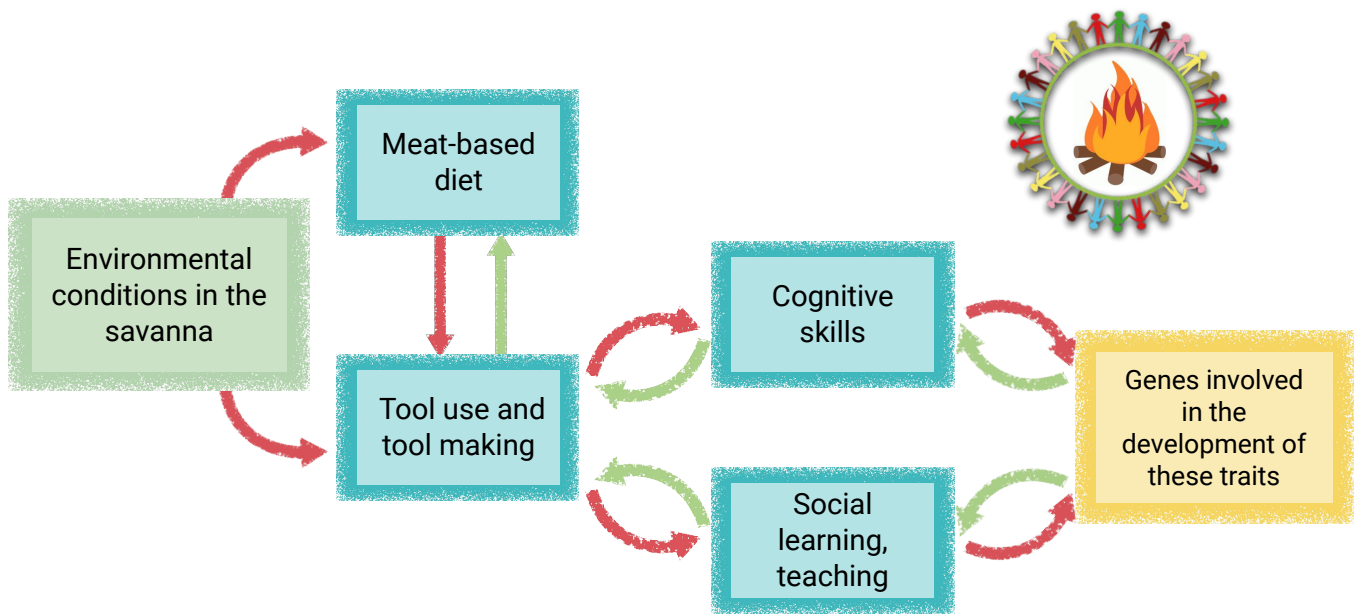 Meat-based
diet
Environmental
conditions in the
savanna
Cognitive
skills
Tool use and
tool making
Genes involved
in the
development of
these traits
Social
learning,
teaching